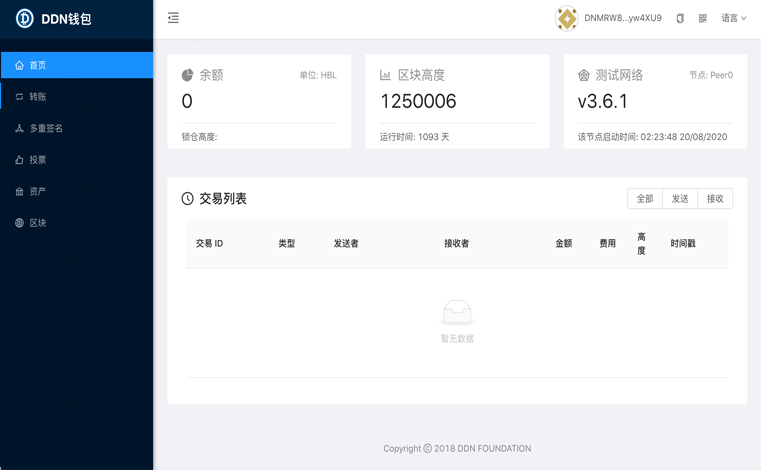 DDN钱包
DNMRW8...yw4XU9
语言
首页
转账
多重签名
投票
资产
区块
余额
单位: HBL
0
锁仓高度:
区块高度
1250006
运行时间: 1093 天
测试网络
节点: Peer0
v3.6.1
该节点启动时间: 02:23:48 20/08/2020
交易列表
全部 发送 接收
交易 ID 类型 发送者 接收者 金额 费用 高度 时间戳
暂无数据
Copyright © 2018 DDN FOUNDATION